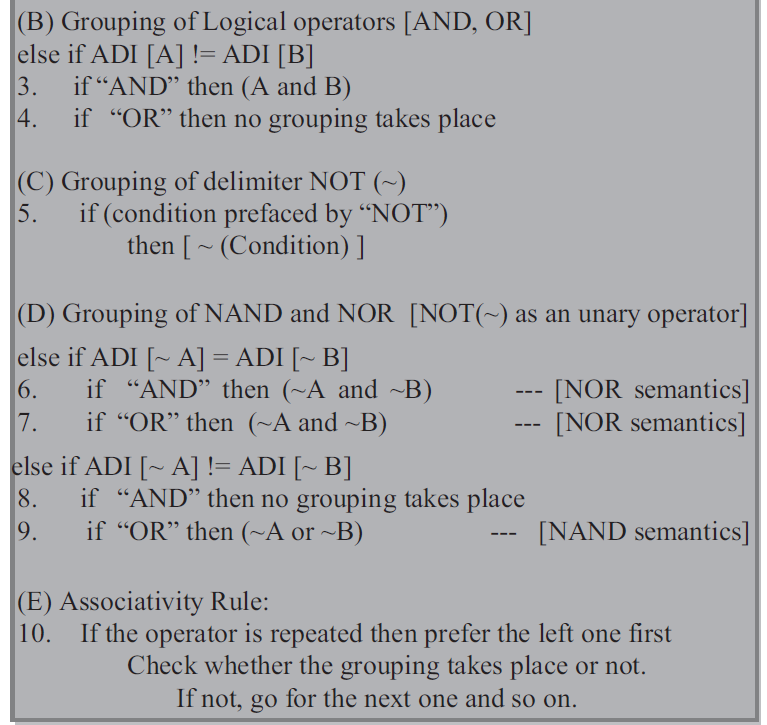 (B) Grouping of Logical operators [AND, OR]
else if ADI [A] != ADI [B]
3. if “AND” then (A and B)
4. if “OR” then no grouping takes place
(C) Grouping of delimiter NOT (~)
5. if (condition prefaced by “NOT”)
then [ ~ (Condition) ]
(D) Grouping of NAND and NOR [NOT(~) as an unary operator]
else if ADI [~ A] = ADI [~ B]
6. if “AND” then (~A and ~B) --- [NOR semantics]
7. if “OR” then (~A and ~B) --- [NOR semantics]
else if ADI [~ A] != ADI [~ B]
8. if “AND” then no grouping takes place
9. if “OR” then (~A or ~B) --- [NAND semantics]
(E) Associativity Rule:
10. If the operator is repeated then prefer the left one first
Check whether the grouping takes place or not.
If not, go for the next one and so on.